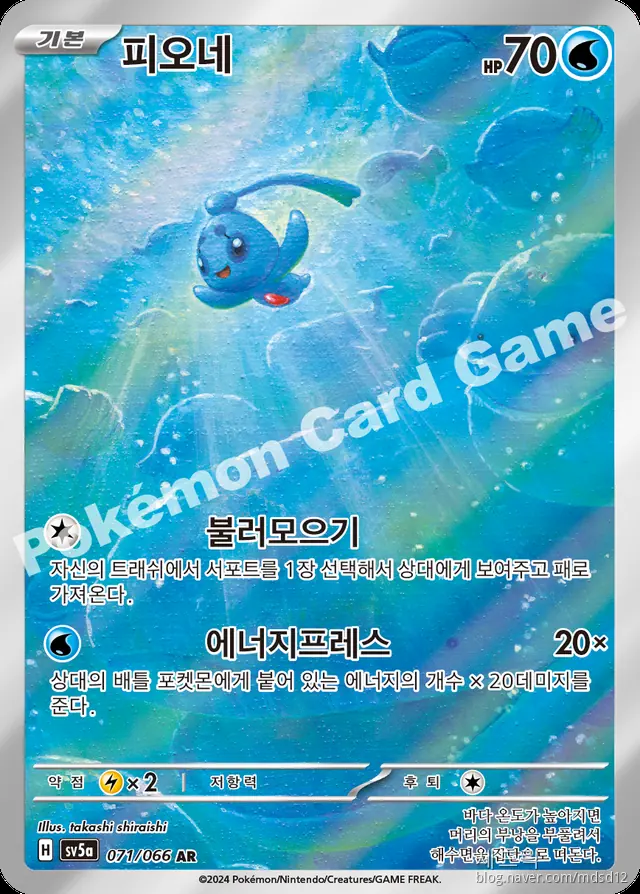 기본 피오네 HP 70
Pokémon Card Game
불러모으기
자신의 트래쉬에서 서포트를 1장 선택해서 상대에게 보여주고 패로
가져온다.
에너지프레스 20×
상대의 배틀 포켓몬에게 붙어 있는 에너지의 개수 × 20데미지를
준다.
약점 ×2 저항력 후퇴
Illus. takashi shiraishi
H sv5a 071/066 AR
바다 온도가 높아지면
머리의 부낭을 부풀려서
해수면을 집단으로 떠돈다.
©2024 Pokémon/Nintendo/Creatures/GAME FREAK.
blog.naver.com/mdsd12